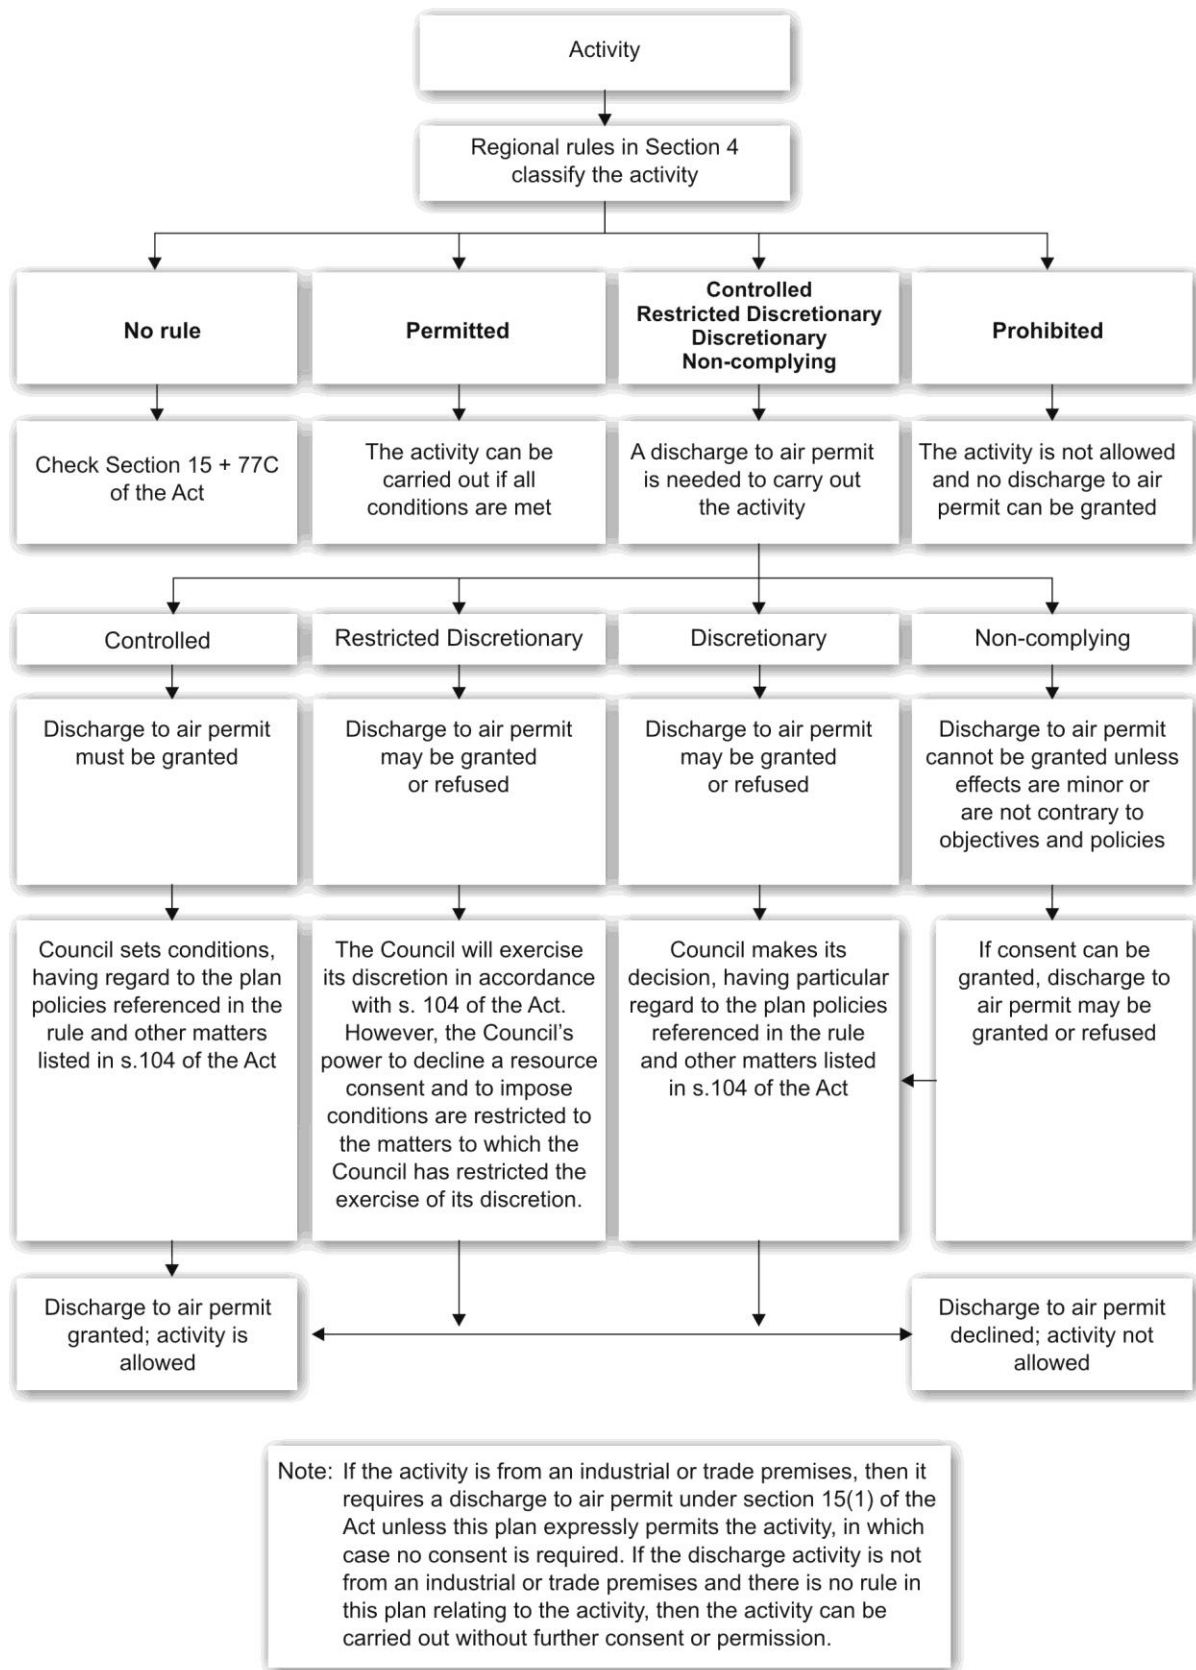 Activity
Regional rules in Section 4
classify the activity
No rule
Permitted
Controlled
Restricted Discretionary
Discretionary
Non-complying
Prohibited
Check Section 15 + 77C
of the Act
The activity can be
carried out if all
conditions are met
A discharge to air permit
is needed to carry out
the activity
The activity is not allowed
and no discharge to air
permit can be granted
Controlled
Restricted Discretionary
Discretionary
Non-complying
Discharge to air permit
must be granted
Discharge to air permit
may be granted
or refused
Discharge to air permit
may be granted
or refused
Discharge to air permit
cannot be granted unless
effects are minor or
are not contrary to
objectives and policies
Council sets conditions,
having regard to the plan
policies referenced in the
rule and other matters
listed in s.104 of the Act
The Council will exercise
its discretion in accordance
with s. 104 of the Act.
However, the Council’s
power to decline a resource
consent and to impose
conditions are restricted to
the matters to which the
Council has restricted the
exercise of its discretion.
Council makes its
decision, having particular
regard to the plan policies
referenced in the rule
and other matters listed
in s.104 of the Act
If consent can be
granted, discharge to
air permit may be
granted or refused
Discharge to air permit
granted; activity is
allowed
Discharge to air permit
declined; activity not
allowed
Note: If the activity is from an industrial or trade premises, then it
requires a discharge to air permit under section 15(1) of the
Act unless this plan expressly permits the activity, in which
case no consent is required. If the discharge activity is not
from an industrial or trade premises and there is no rule in
this plan relating to the activity, then the activity can be
carried out without further consent or permission.